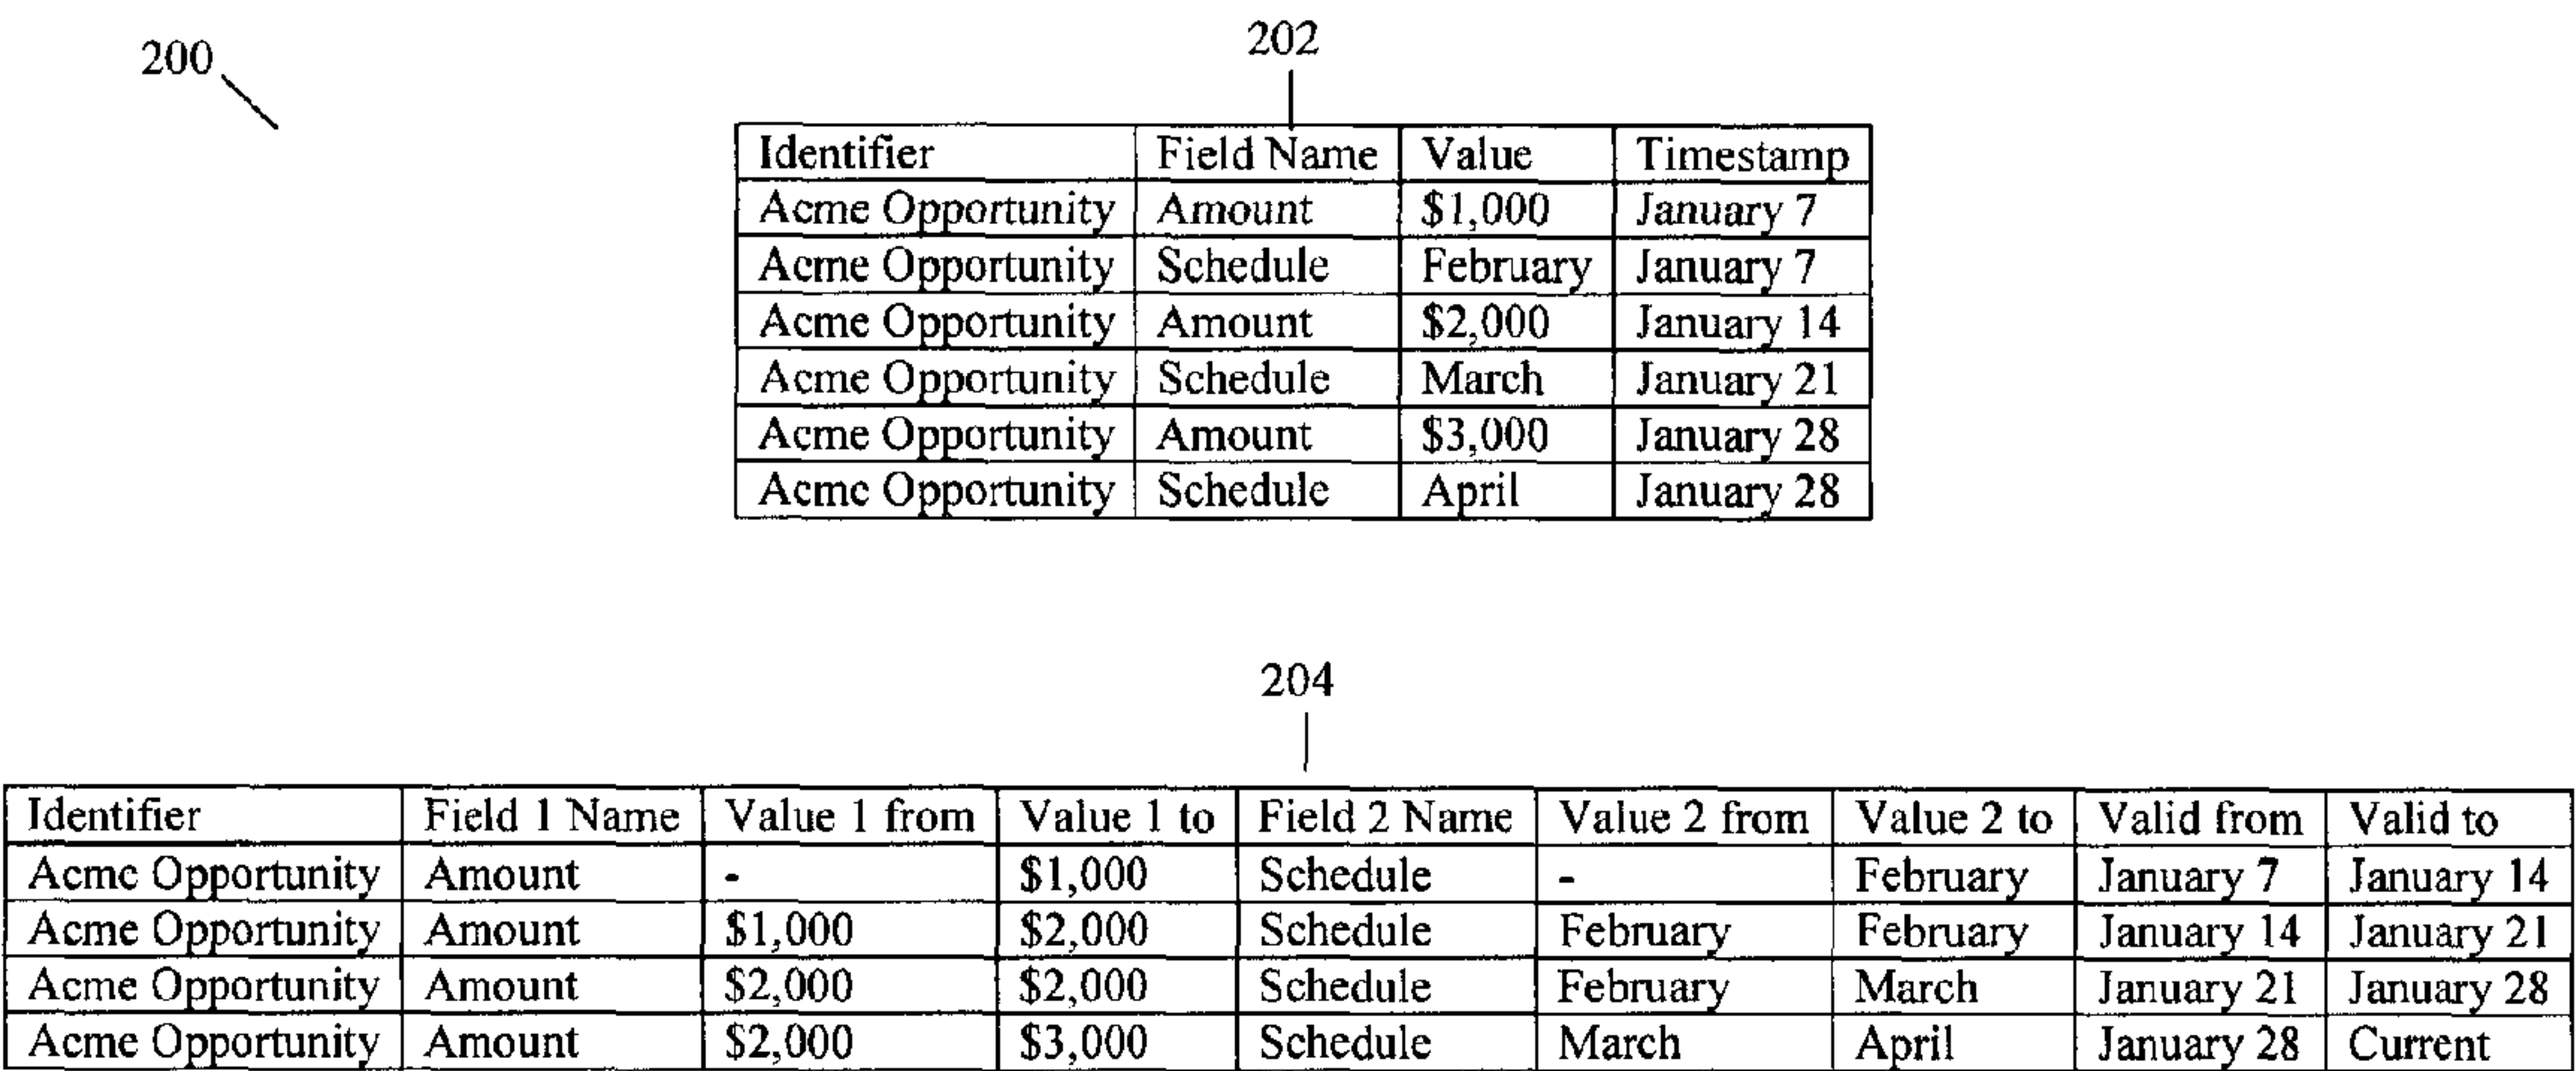 200
202
Identifier Field Name Value Timestamp
Acme Opportunity Amount $1,000 January 7
Acme Opportunity Schedule February January 7
Acme Opportunity Amount $2,000 January 14
Acme Opportunity Schedule March January 21
Acme Opportunity Amount $3,000 January 28
Acme Opportunity Schedule April January 28
204
Identifier Field 1 Name Value 1 from Value 1 to Field 2 Name Value 2 from Value 2 to Valid from Valid to
Acme Opportunity Amount - $1,000 Schedule - February January 7 January 14
Acme Opportunity Amount $1,000 $2,000 Schedule February February January 14 January 21
Acme Opportunity Amount $2,000 $2,000 Schedule February March January 21 January 28
Acme Opportunity Amount $2,000 $3,000 Schedule March April January 28 Current